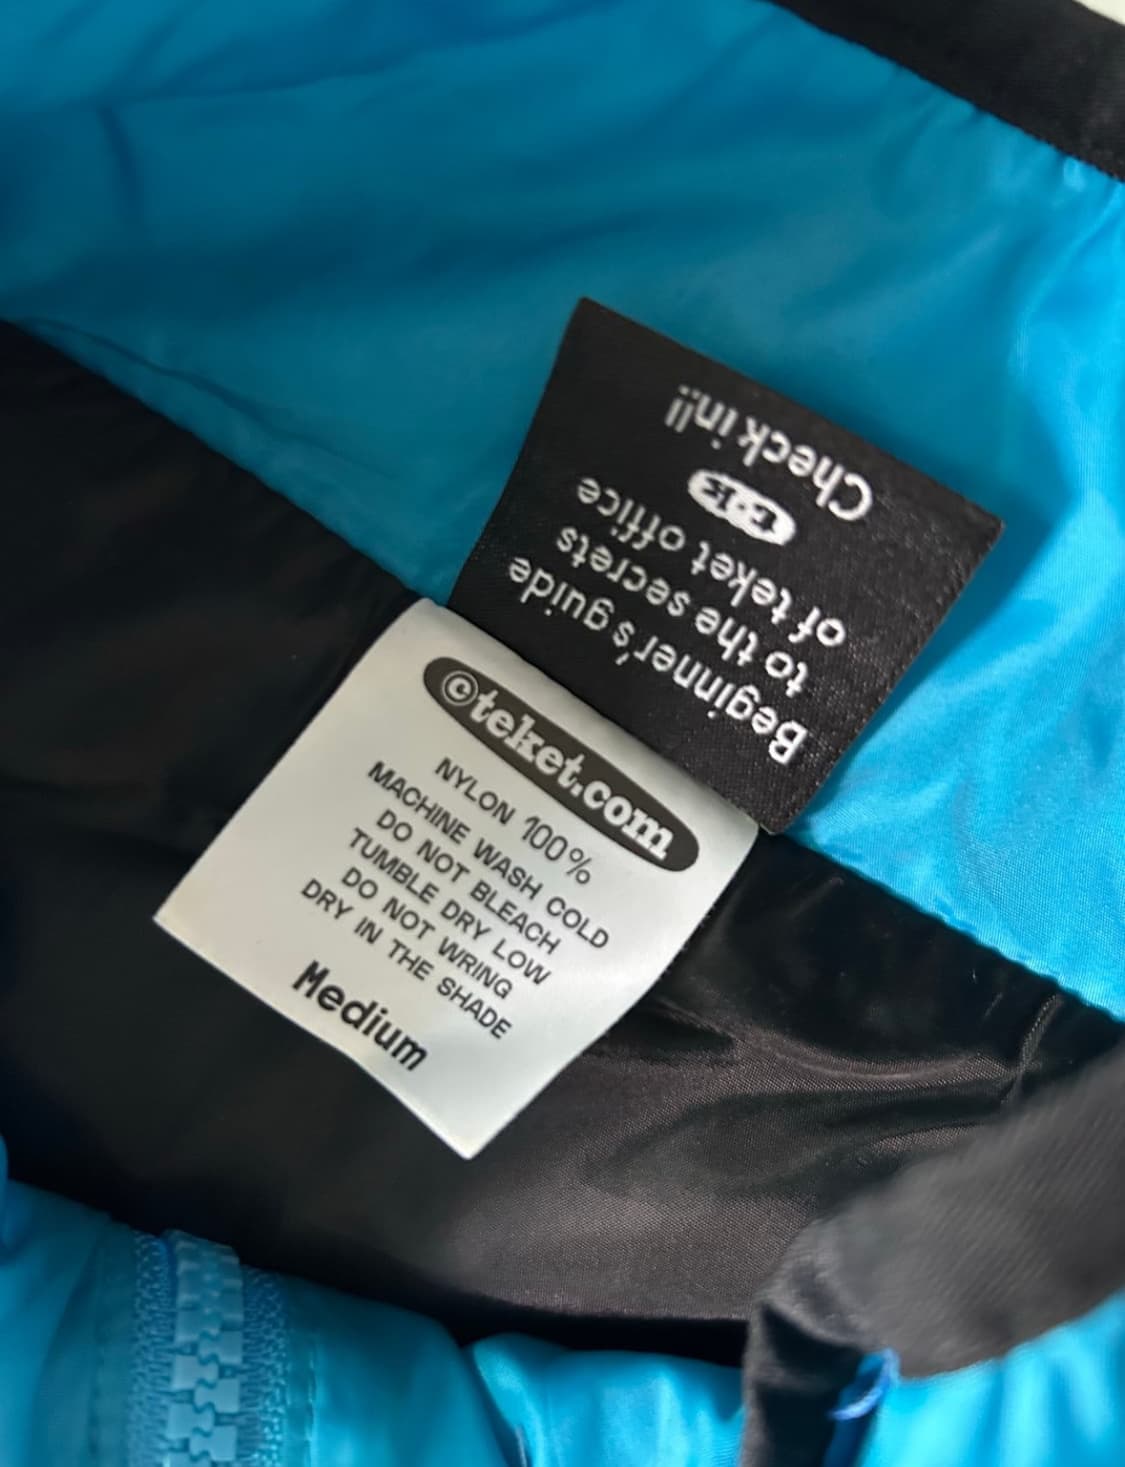 Beginner's guide
to the secrets
of teket office
t·k
Check in!!
©teket.com
NYLON 100%
MACHINE WASH COLD
DO NOT BLEACH
TUMBLE DRY LOW
DO NOT WRING
DRY IN THE SHADE
Medium